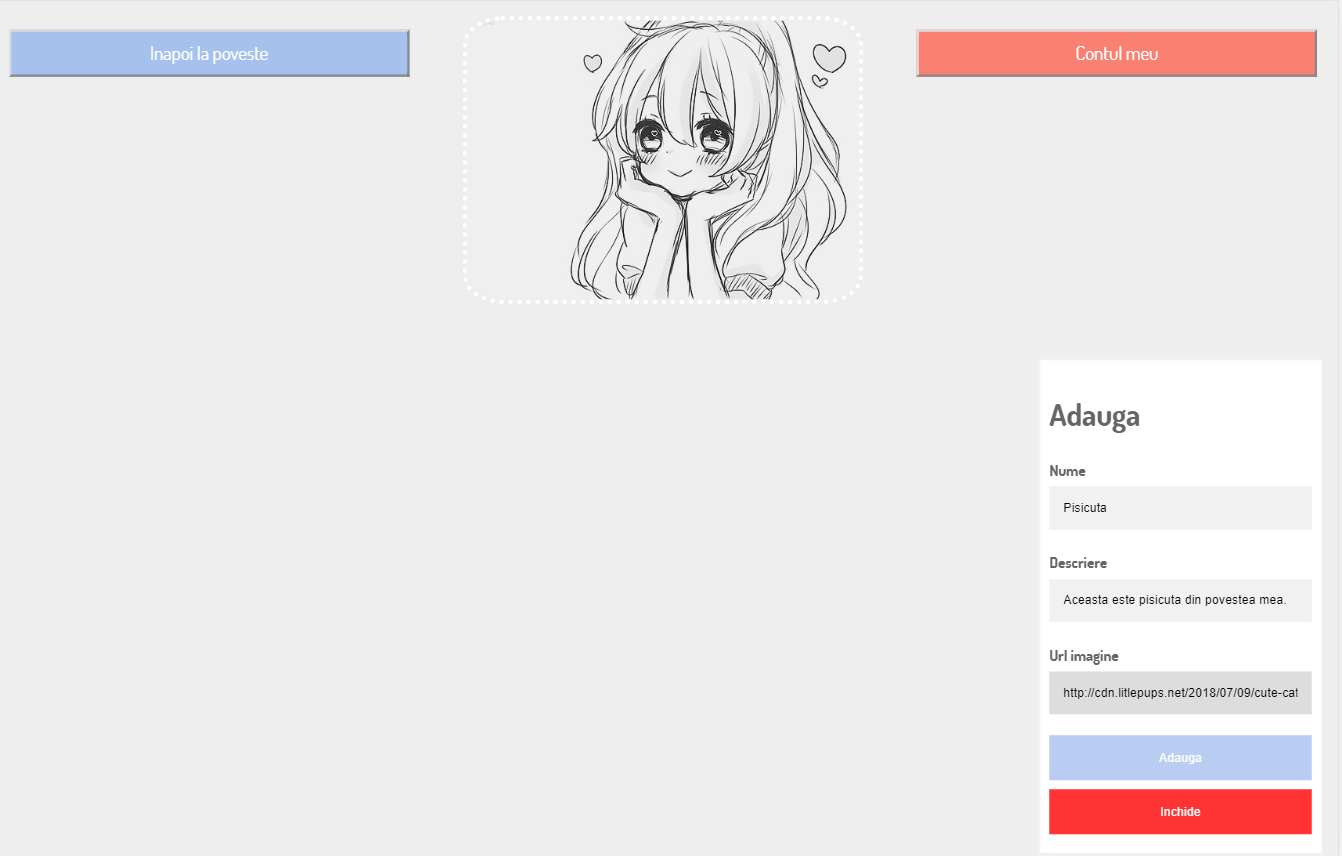 Inapoi la poveste
Contul meu
Adauga
Nume
Pisicuta
Descriere
Aceasta este pisicuta din povestea mea.
Url imagine
http://cdn.litlepups.net/2018/07/09/cute-cat
Adauga
Inchide